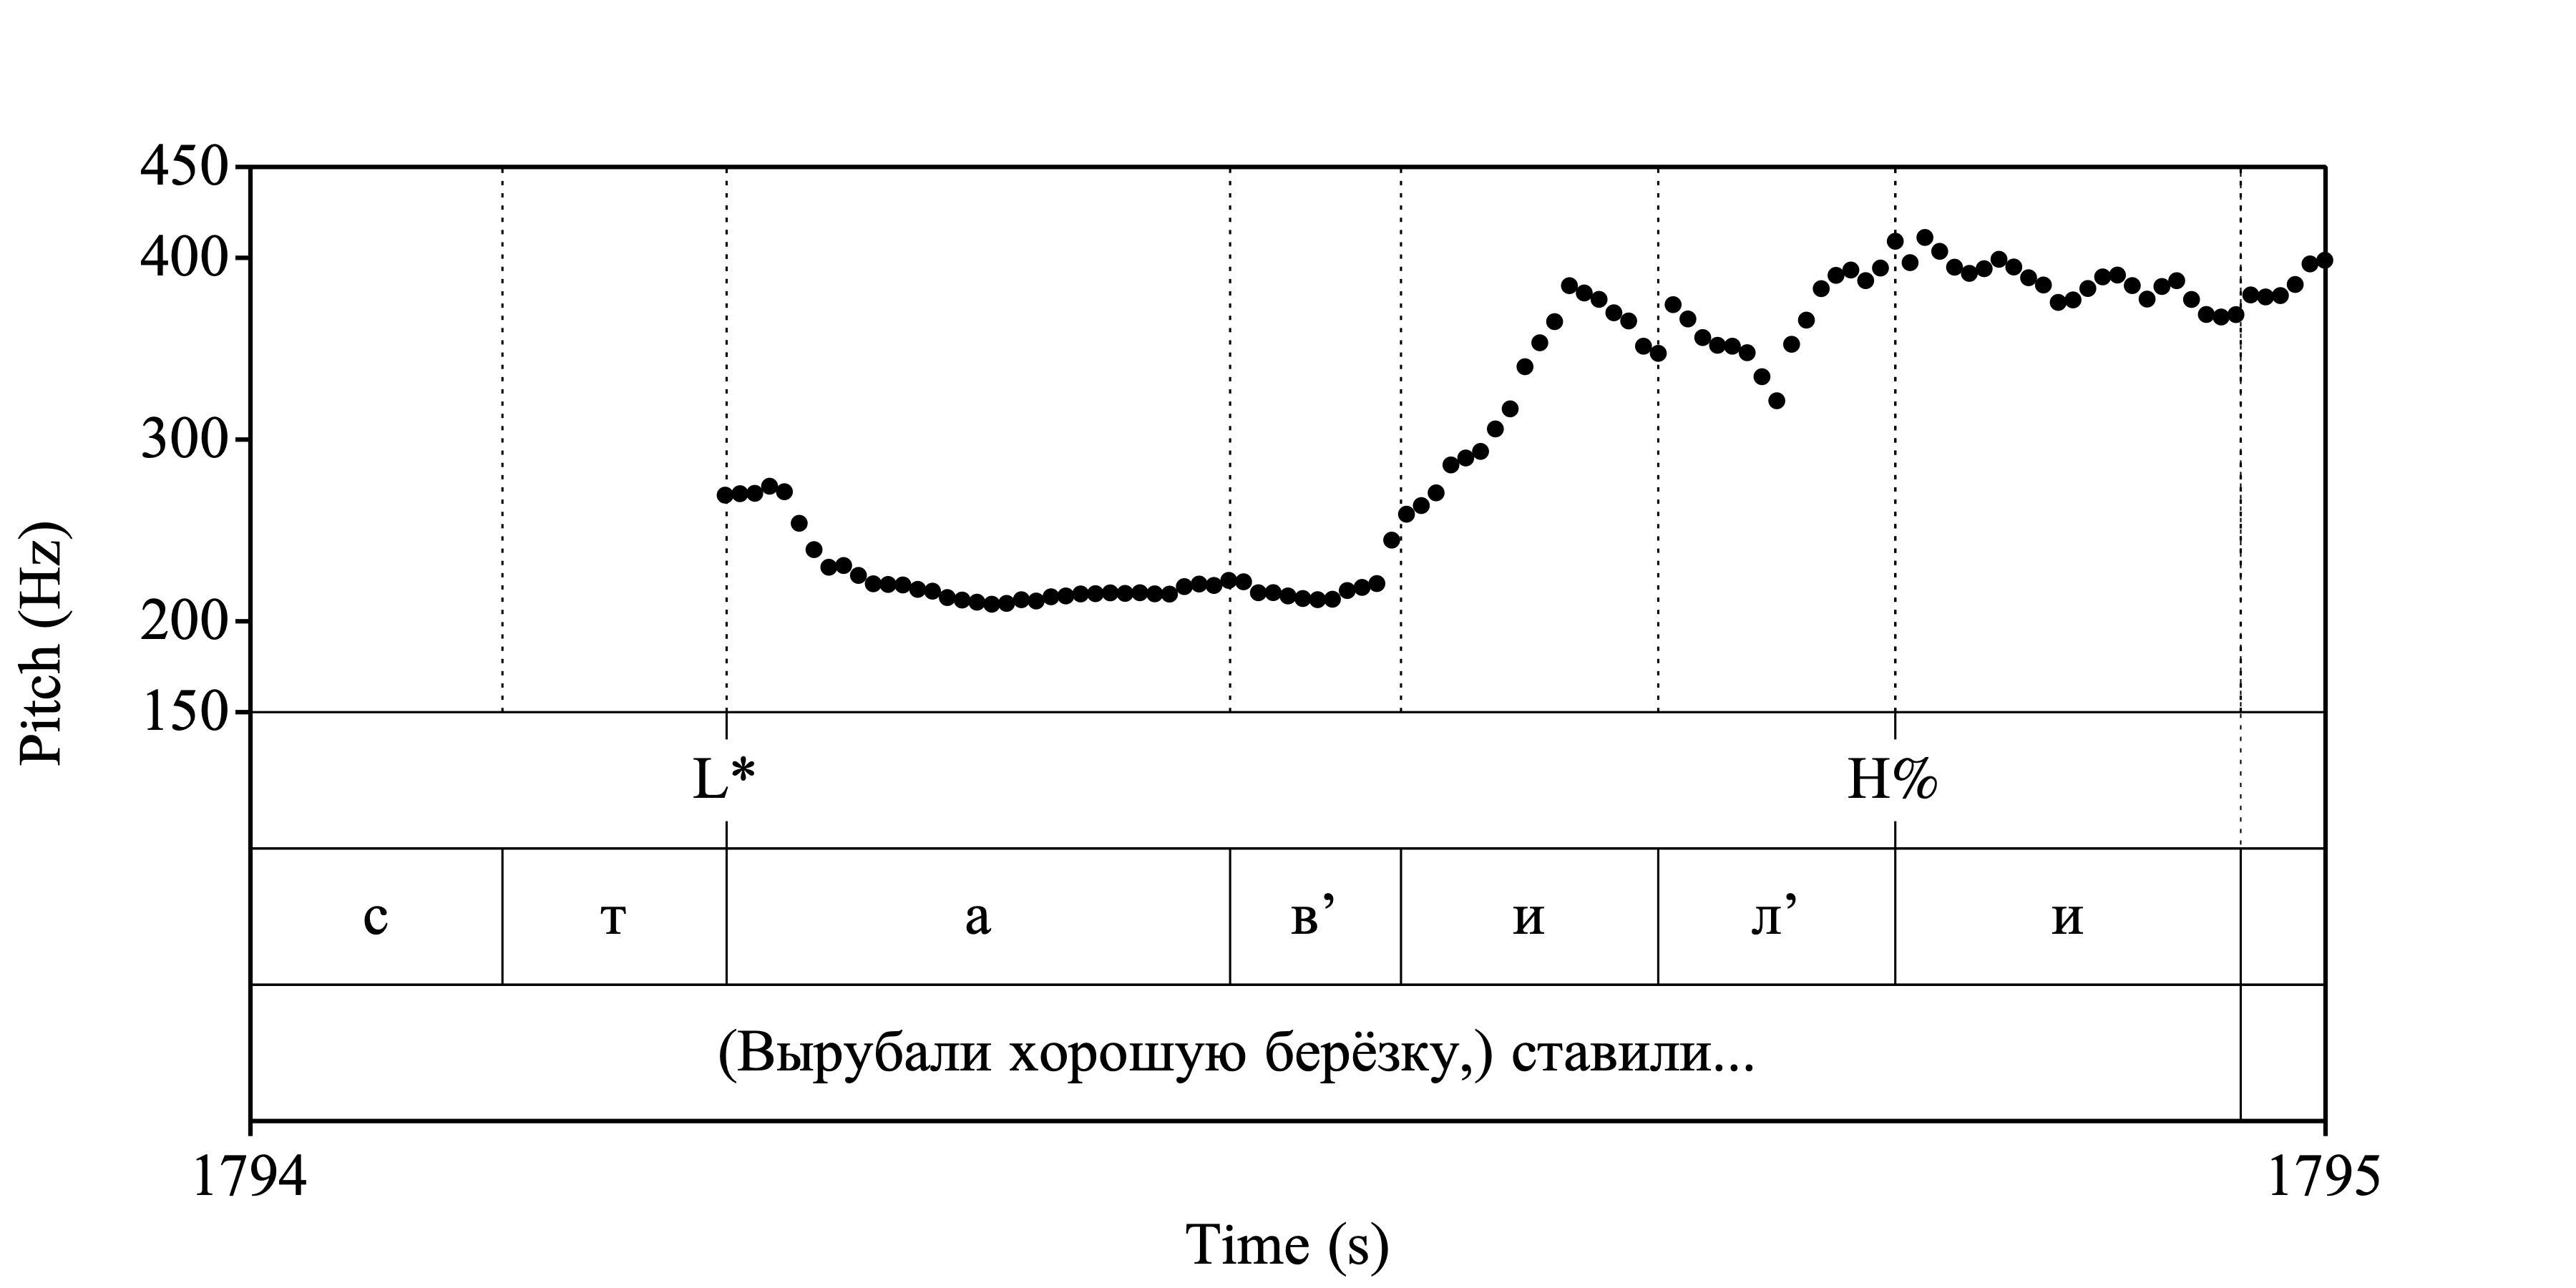 450
400
300
200
150
Pitch (Hz)
L* H%
с т а в’ и л’ и
(Вырубали хорошую берёзку,) ставили...
1794 1795
Time (s)